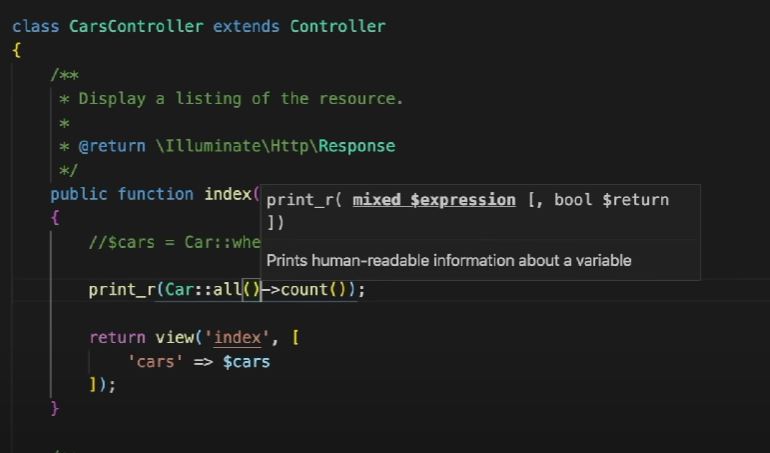 class CarsController extends Controller
{
/**
* Display a listing of the resource.
*
* @return \Illuminate\Http\Response
*/
public function index(
print_r( mixed $expression [, bool $return
])
Prints human-readable information about a variable
{
//$cars = Car::whe
print_r(Car::all()->count());
return view('index', [
'cars' => $cars
]);
}